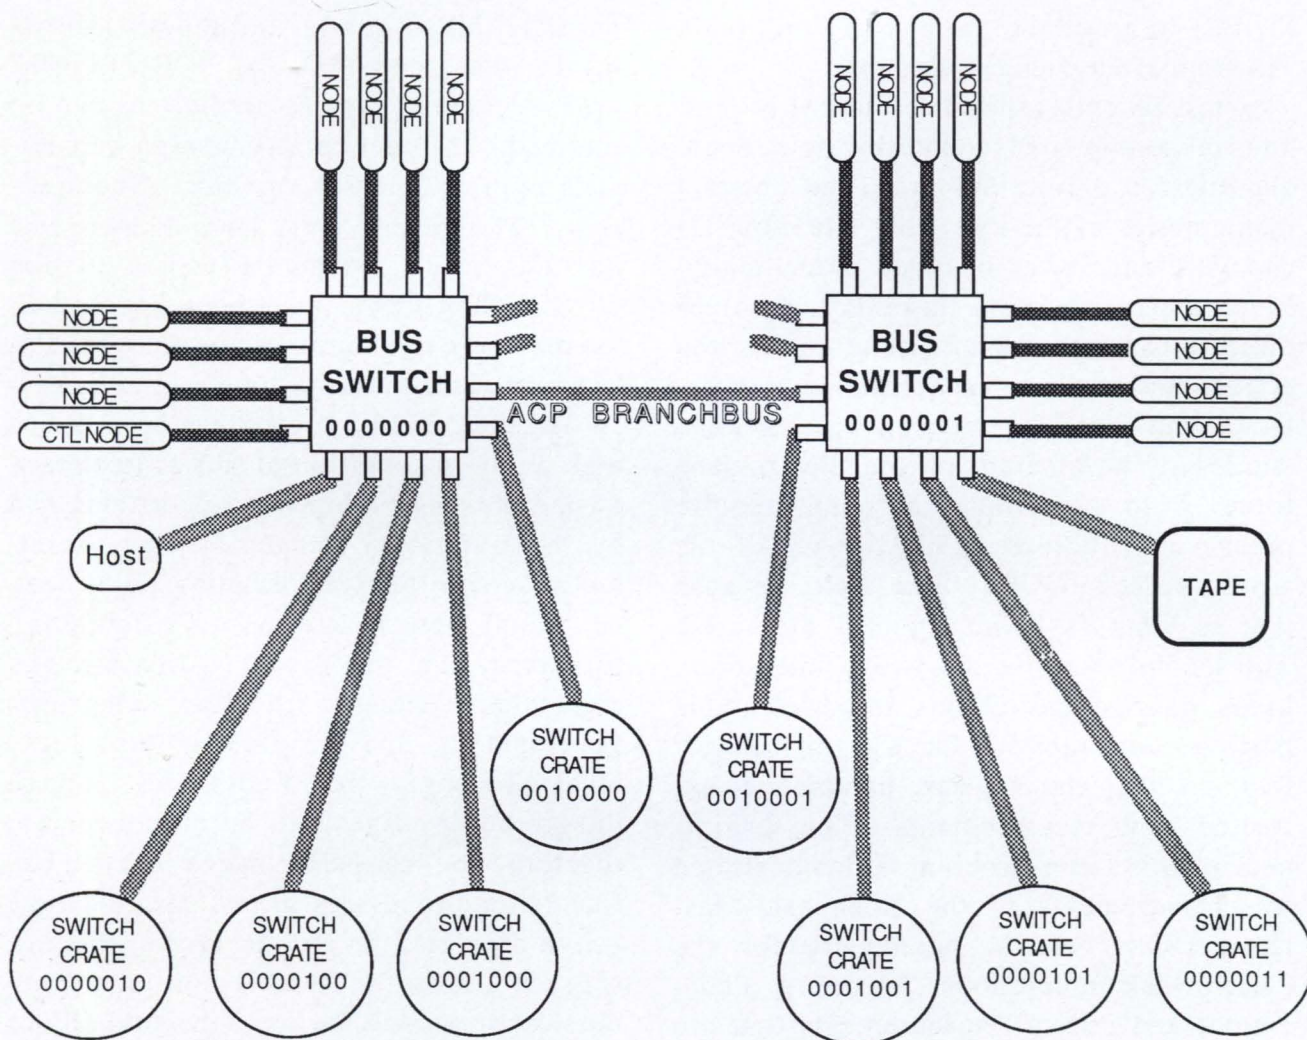 NODE
NODE
NODE
NODE
NODE
NODE
NODE
NODE
NODE
NODE
NODE
CTL NODE
BUS
SWITCH
0000000
ACP BRANCHBUS
BUS
SWITCH
0000001
NODE
NODE
NODE
NODE
Host
TAPE
SWITCH
CRATE
0010000
SWITCH
CRATE
0010001
SWITCH
CRATE
0000010
SWITCH
CRATE
0000100
SWITCH
CRATE
0001000
SWITCH
CRATE
0001001
SWITCH
CRATE
0000101
SWITCH
CRATE
0000011